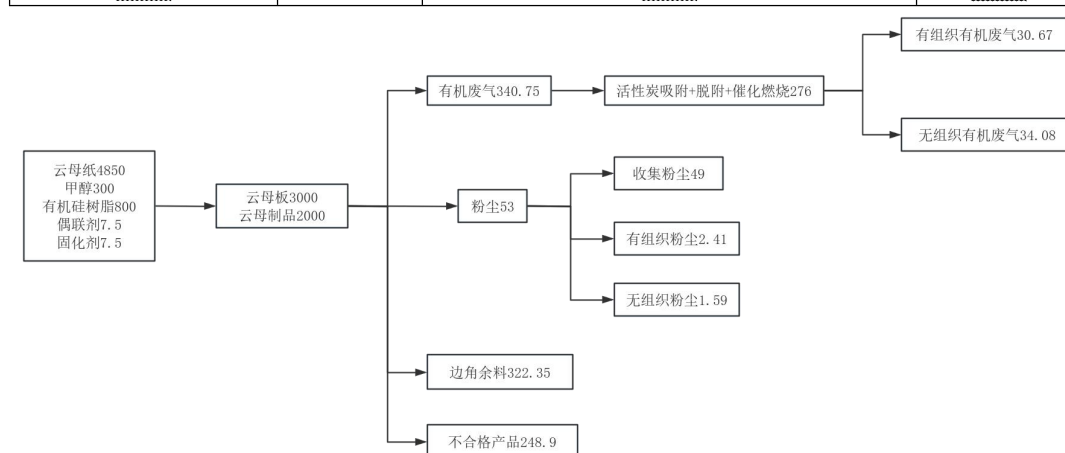 云母纸4850
甲醇300
有机硅树脂800
偶联剂7.5
固化剂7.5
云母板3000
云母制品2000
有机废气340.75
活性炭吸附+脱附+催化燃烧276
有组织有机废气30.67
无组织有机废气34.08
粉尘53
收集粉尘49
有组织粉尘2.41
无组织粉尘1.59
边角余料322.35
不合格产品248.9